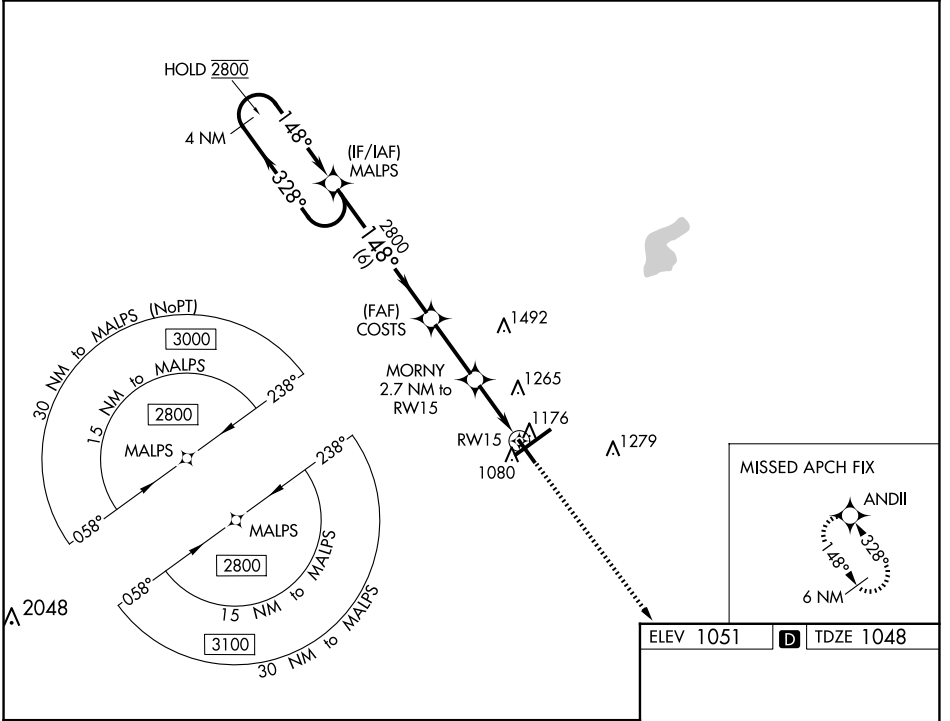 HOLD 2800
4 NM
148°
328°
(IF/IAF)
MALPS
2800
148°
(6)
(FAF)
COSTS
1492
MORNY
2.7 NM to
RW15
1265
RW15
1176
1080
1279
30 NM to MALPS (NoPT)
3000
15 NM to MALPS
2800
238°
MALPS
058°
238°
MALPS
058°
2800
15 NM to MALPS
3100
30 NM to MALPS
2048
MISSED APCH FIX
ANDII
148°
328°
6 NM
ELEV 1051
D
TDZE 1048